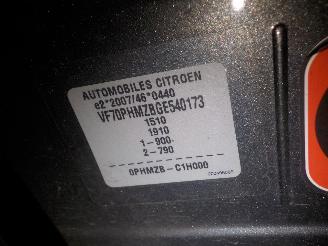 AUTOMOBILES CITROEN
e2*2007/46*0440
VF70PHMZBGE540173
1510
1910
1-900
2-790
0PHMZB-C1H000